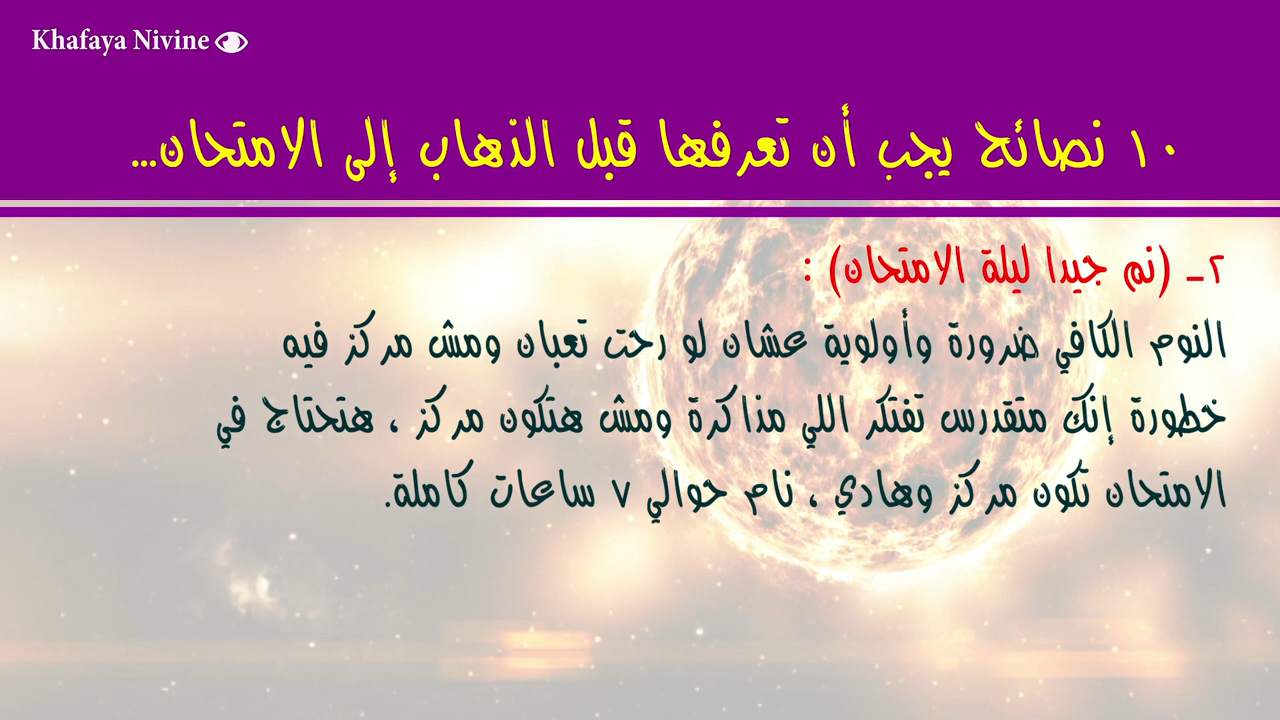 Khafaya Nivine
١٠ نصائح يجب أن تعرفها قبل الذهاب إلى الامتحان...
٢ـ (نم جيدا ليلة الامتحان) :
النوم الكافي ضرورة وأولوية عشان لو رحت تعبان ومش مركز فيه
خطورة إنك متقدرس تفتكر اللي مذاكرة ومش هتكون مركز ، هتحتاج في
الامتحان تكون مركز وهادي ، نام حوالي ٧ ساعات كاملة.